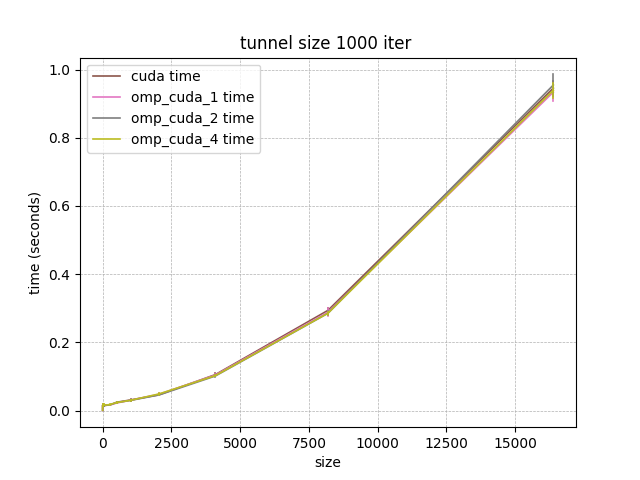 tunnel size 1000 iter
cuda time
omp_cuda_1 time
omp_cuda_2 time
omp_cuda_4 time
time (seconds)
1.0
0.8
0.6
0.4
0.2
0.0
0 2500 5000 7500 10000 12500 15000
size